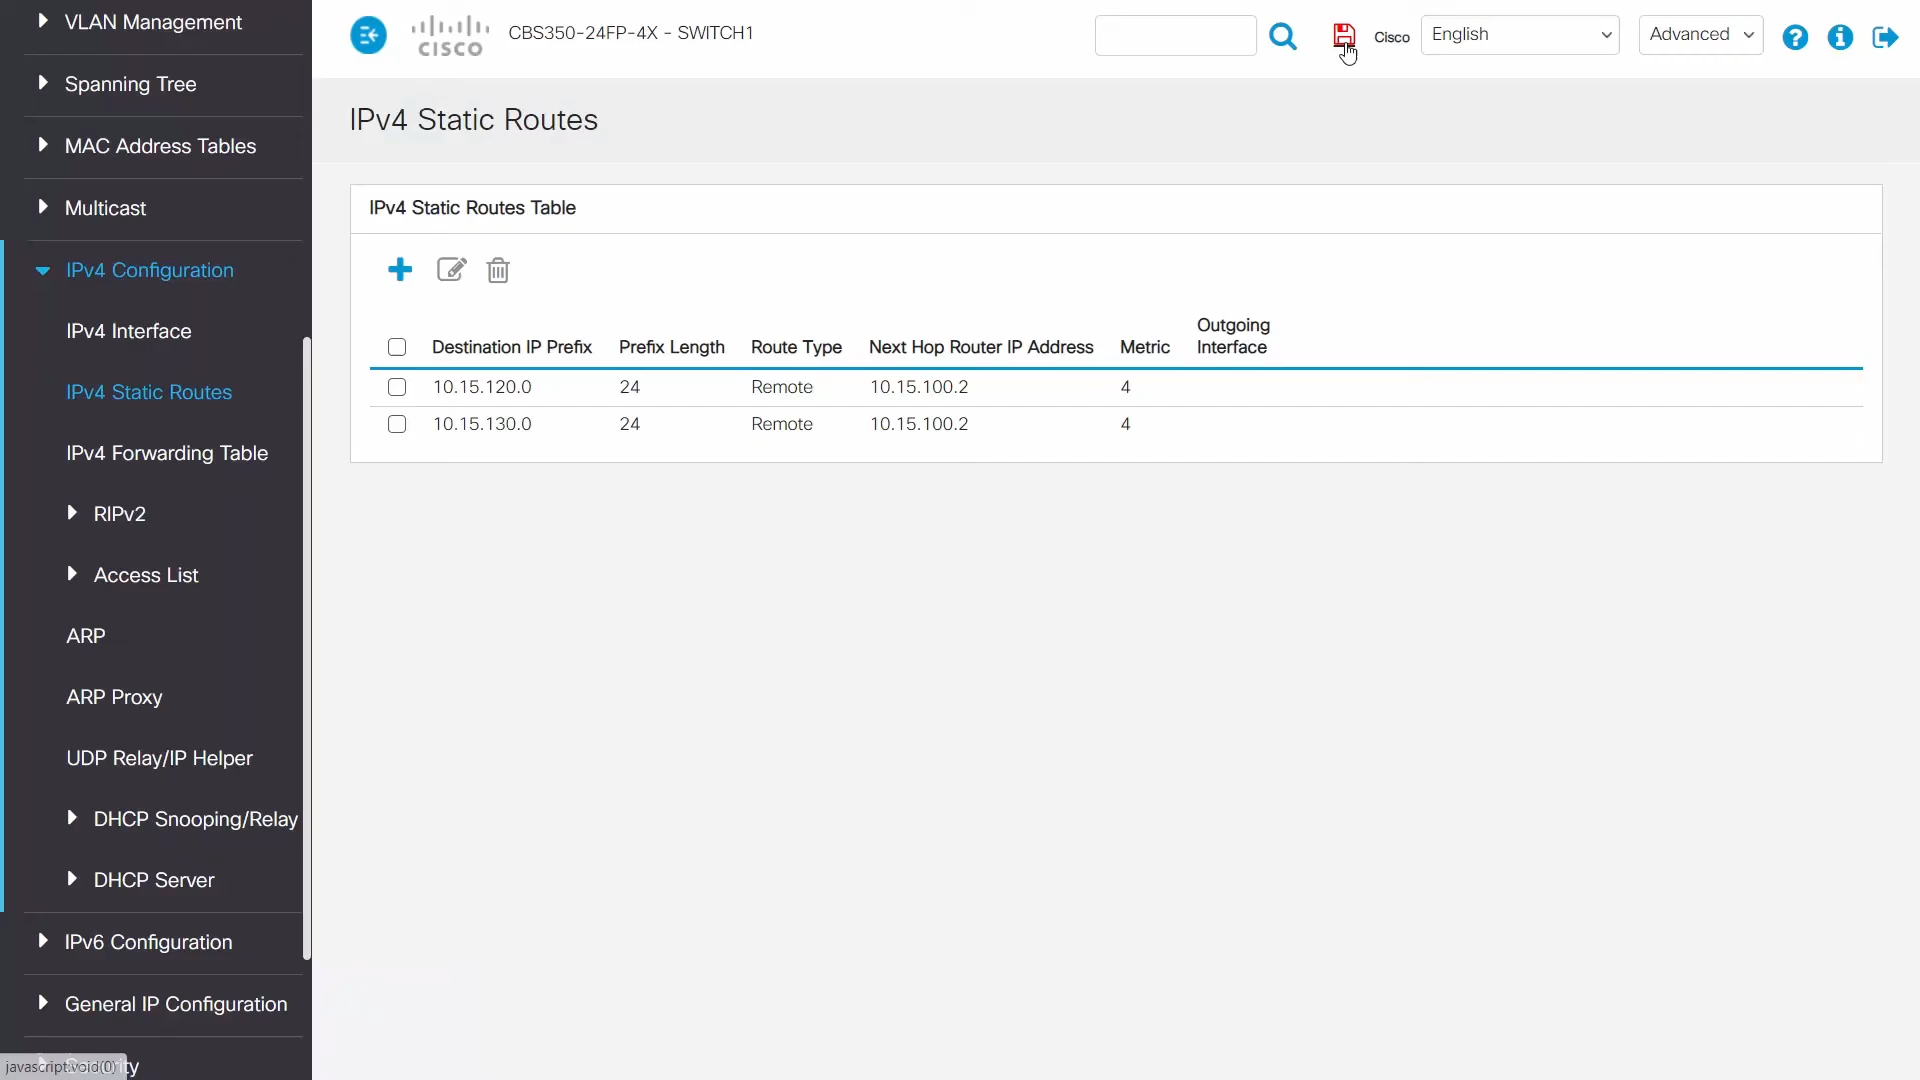 VLAN Management
Spanning Tree
MAC Address Tables
Multicast
IPv4 Configuration
IPv4 Interface
IPv4 Static Routes
IPv4 Forwarding Table
RIPv2
Access List
ARP
ARP Proxy
UDP Relay/IP Helper
DHCP Snooping/Relay
DHCP Server
IPv6 Configuration
General IP Configuration
javascript:void(0)
CISCO
CBS350-24FP-4X - SWITCH1
Cisco
English
Advanced
IPv4 Static Routes
IPv4 Static Routes Table
Destination IP Prefix Prefix Length Route Type Next Hop Router IP Address Metric Outgoing Interface
10.15.120.0 24 Remote 10.15.100.2 4
10.15.130.0 24 Remote 10.15.100.2 4